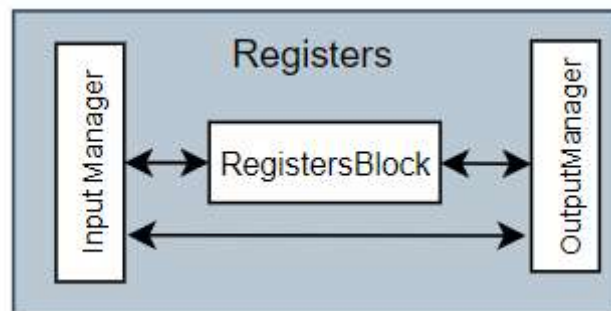 Registers
Input Manager
RegistersBlock
OutputManager